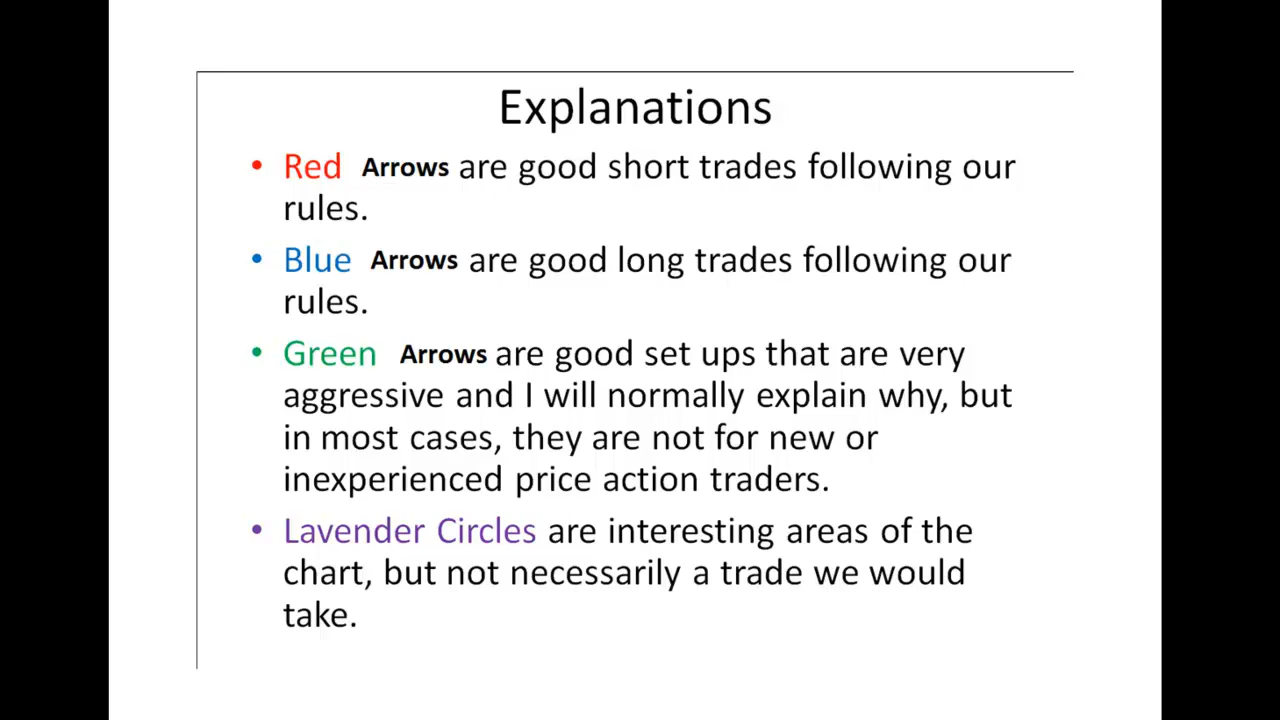 Explanations
• Red Arrows are good short trades following our
rules.
• Blue Arrows are good long trades following our
rules.
• Green Arrows are good set ups that are very
aggressive and I will normally explain why, but
in most cases, they are not for new or
inexperienced price action traders.
• Lavender Circles are interesting areas of the
chart, but not necessarily a trade we would
take.